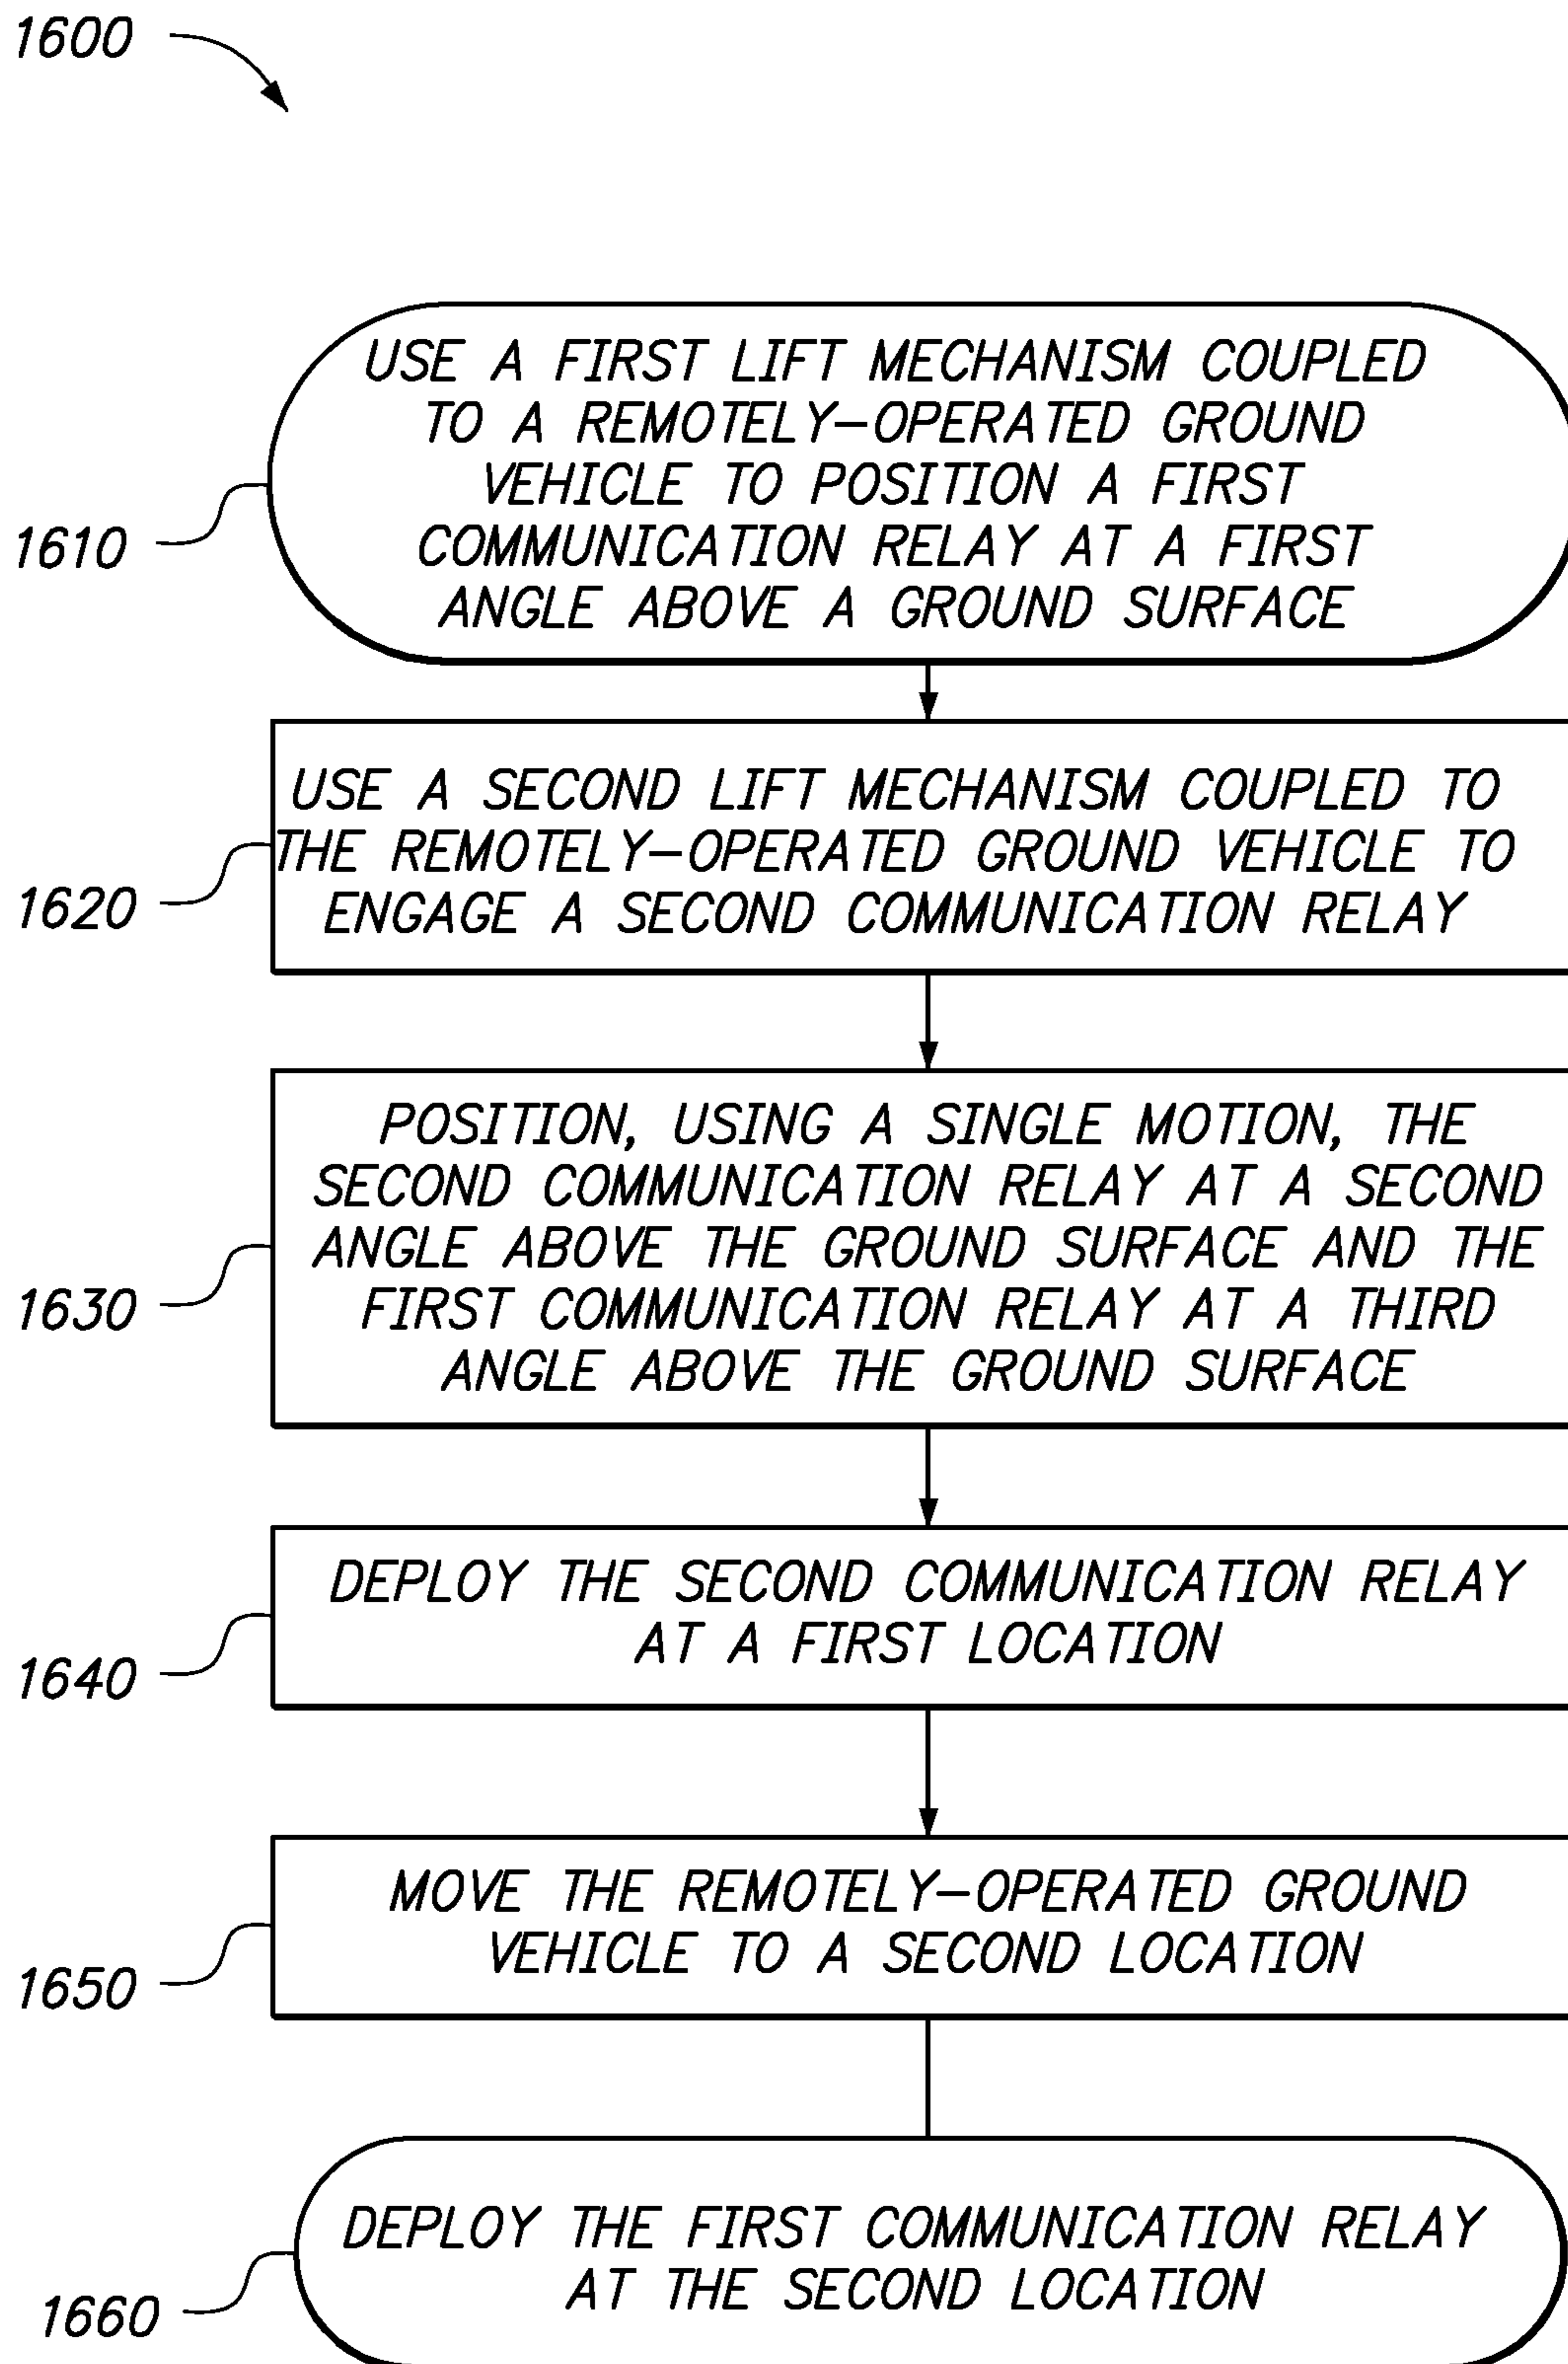 1600
USE A FIRST LIFT MECHANISM COUPLED
TO A REMOTELY-OPERATED GROUND
VEHICLE TO POSITION A FIRST
COMMUNICATION RELAY AT A FIRST
ANGLE ABOVE A GROUND SURFACE
1610
USE A SECOND LIFT MECHANISM COUPLED TO
THE REMOTELY-OPERATED GROUND VEHICLE TO
ENGAGE A SECOND COMMUNICATION RELAY
1620
POSITION, USING A SINGLE MOTION, THE
SECOND COMMUNICATION RELAY AT A SECOND
ANGLE ABOVE THE GROUND SURFACE AND THE
FIRST COMMUNICATION RELAY AT A THIRD
ANGLE ABOVE THE GROUND SURFACE
1630
DEPLOY THE SECOND COMMUNICATION RELAY
AT A FIRST LOCATION
1640
MOVE THE REMOTELY-OPERATED GROUND
VEHICLE TO A SECOND LOCATION
1650
DEPLOY THE FIRST COMMUNICATION RELAY
AT THE SECOND LOCATION
1660